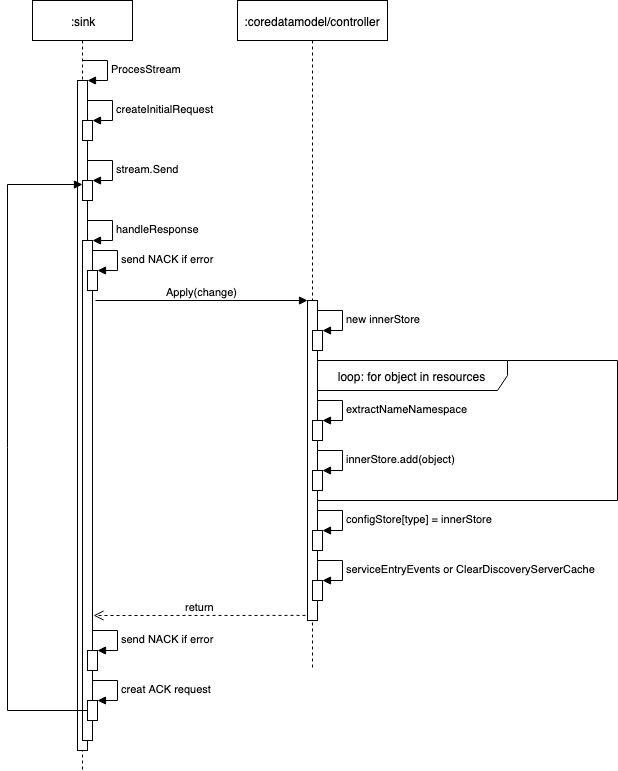 :sink
:coredatamodel/controller
ProcesStream
createInitialRequest
stream.Send
handleResponse
send NACK if error
Apply(change)
new innerStore
loop: for object in resources
extractNameNamespace
innerStore.add(object)
configStore[type] = innerStore
serviceEntryEvents or ClearDiscoveryServerCache
return
send NACK if error
creat ACK request